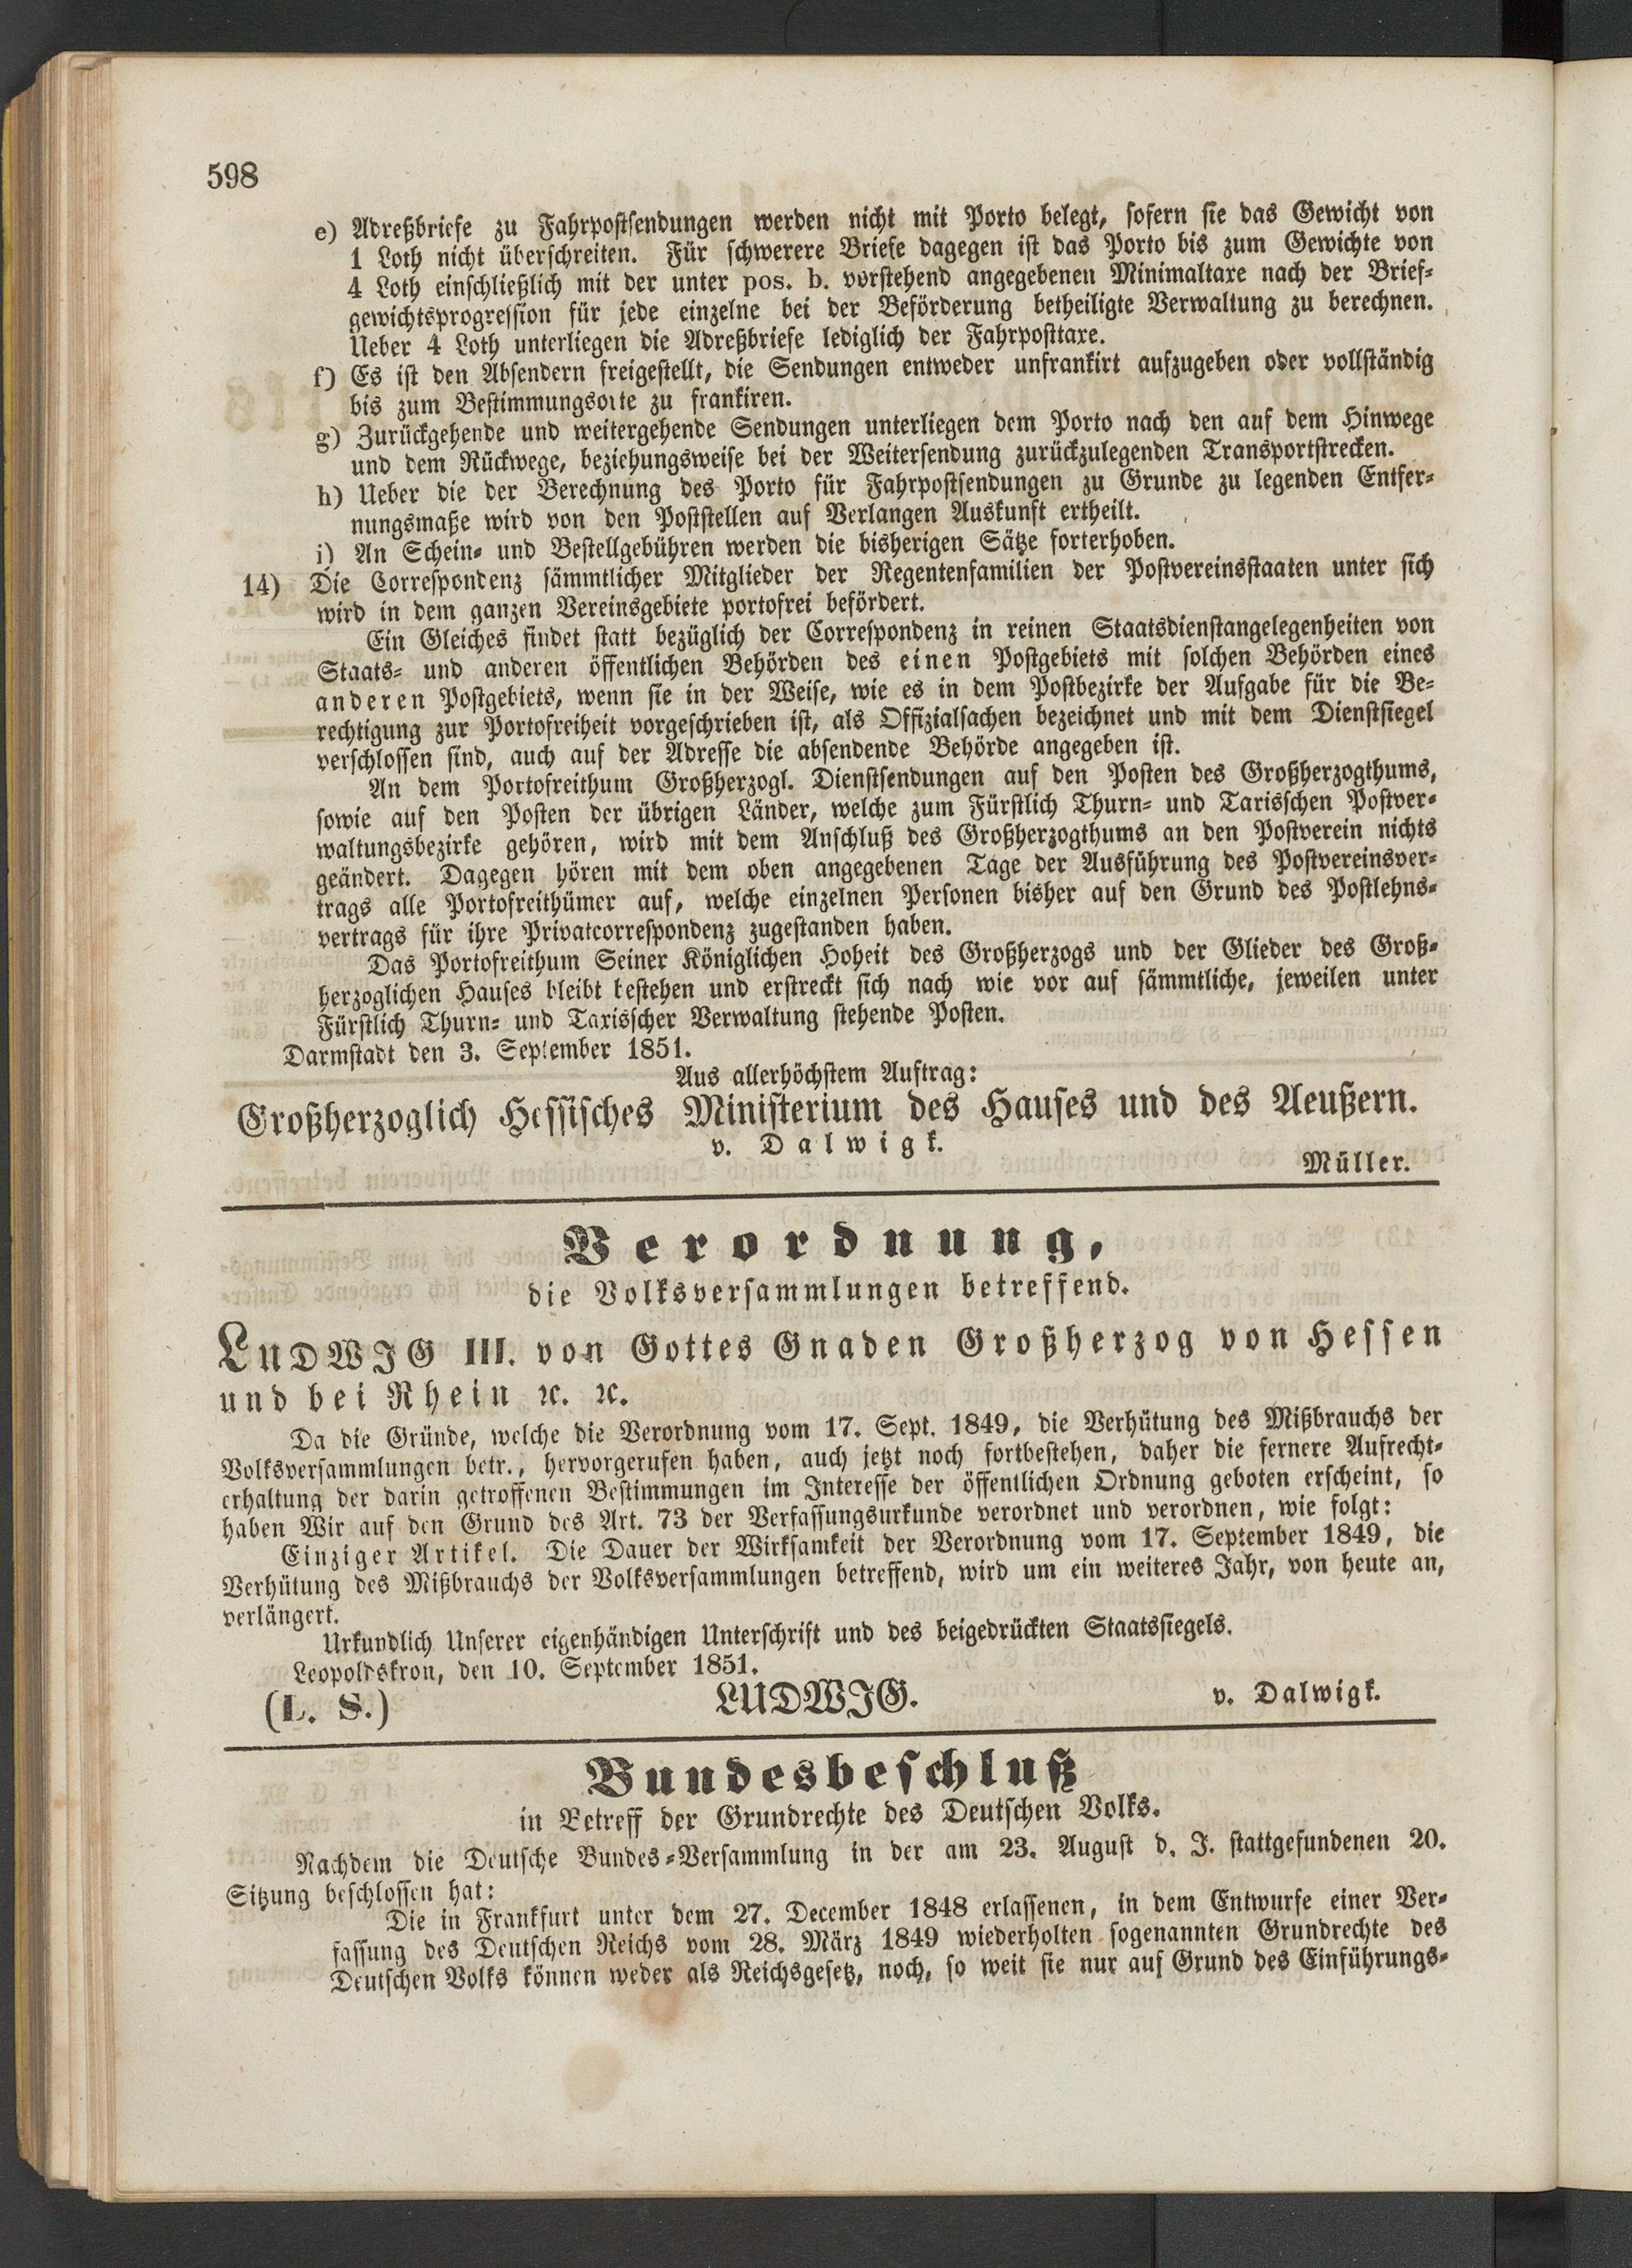 598
e) Adreßbriefe zu Fahrpostsendungen werden nicht mit Porto belegt, sofern sie das Gewicht von
1 Loth nicht überschreiten. Für schwerere Briefe dagegen ist das Porto bis zum Gewichte von
4 Loth einschließlich mit der unter pos. b. vorstehend angegebenen Minimaltaxe nach der Brief-
gewichtsprogression für jede einzelne bei der Beförderung betheiligte Verwaltung zu berechnen.
Ueber 4 Loth unterliegen die Adreßbriefe lediglich der Fahrposttaxe.
f) Es ist den Absendern freigestellt, die Sendungen entweder unfrankirt aufzugeben oder vollständig
bis zum Bestimmungsorte zu frankiren.
g) Zurückgehende und weitergehende Sendungen unterliegen dem Porto nach den auf dem Hinwege
und dem Rückwege, beziehungsweise bei der Weitersendung zurückzulegenden Transportstrecken.
h) Ueber die der Berechnung des Porto für Fahrpostsendungen zu Grunde zu legenden Entfer-
nungsmaße wird von den Poststellen auf Verlangen Auskunft ertheilt.
i) An Schein- und Bestellgebühren werden die bisherigen Sätze forterhoben.
14) Die Correspondenz sämmtlicher Mitglieder der Regentenfamilien der Postvereinsstaaten unter sich
wird in dem ganzen Vereinsgebiete portofrei befördert.
Ein Gleiches findet statt bezüglich der Correspondenz in reinen Staatsdienstangelegenheiten von
Staats- und anderen öffentlichen Behörden des einen Postgebiets mit solchen Behörden eines
anderen Postgebiets, wenn sie in der Weise, wie es in dem Postbezirke der Aufgabe für die Be-
rechtigung zur Portofreiheit vorgeschrieben ist, als Offizialsachen bezeichnet und mit dem Dienstsiegel
verschlossen sind, auch auf der Adresse die absendende Behörde angegeben ist.
An dem Portofreithum Großherzogl. Dienstsendungen auf den Posten des Großherzogthums,
sowie auf den Posten der übrigen Länder, welche zum Fürstlich Thurn- und Tarisschen Postver-
waltungsbezirke gehören, wird mit dem Anschluß des Großherzogthums an den Postverein nichts
geändert. Dagegen hören mit dem oben angegebenen Tage der Ausführung des Postvereinsver-
trags alle Portofreithümer auf, welche einzelnen Personen bisher auf den Grund des Postlehns-
vertrags für ihre Privatcorrespondenz zugestanden haben.
Das Portofreithum Seiner Königlichen Hoheit des Großherzogs und der Glieder des Groß-
herzoglichen Hauses bleibt bestehen und erstreckt sich nach wie vor auf sämmtliche, jeweilen unter
Fürstlich Thurn- und Taxisscher Verwaltung stehende Posten.
Darmstadt den 3. September 1851.
Aus allerhöchstem Auftrag:
Großherzoglich Hessisches Ministerium des Hauses und des Aeußern.
v. Dalwigk.
Müller.
Verordnung,
die Volksversammlungen betreffend.
LUDWIG III. von Gottes Gnaden Großherzog von Hessen
und bei Rhein ꝛc. ꝛc.
Da die Gründe, welche die Verordnung vom 17. Sept. 1849, die Verhütung des Mißbrauchs der
Volksversammlungen betr., hervorgerufen haben, auch jetzt noch fortbestehen, daher die fernere Aufrecht-
erhaltung der darin getroffenen Bestimmungen im Interesse der öffentlichen Ordnung geboten erscheint, so
haben Wir auf den Grund des Art. 73 der Verfassungsurkunde verordnet und verordnen, wie folgt:
Einziger Artikel. Die Dauer der Wirksamkeit der Verordnung vom 17. September 1849, die
Verhütung des Mißbrauchs der Volksversammlungen betreffend, wird um ein weiteres Jahr, von heute an,
verlängert.
Urkundlich Unserer eigenhändigen Unterschrift und des beigedrückten Staatssiegels.
Leopoldskron, den 10. September 1851.
(L. S.) LUDWIG. v. Dalwigk.
Bundesbeschluß
in Betreff der Grundrechte des Deutschen Volks.
Nachdem die Deutsche Bundes-Versammlung in der am 23. August d. J. stattgefundenen 20.
Sitzung beschlossen hat:
Die in Frankfurt unter dem 27. December 1848 erlassenen, in dem Entwurfe einer Ver-
fassung des Deutschen Reichs vom 28. März 1849 wiederholten sogenannten Grundrechte des
Deutschen Volks können weder als Reichsgesetz, noch, so weit sie nur auf Grund des Einführungs-